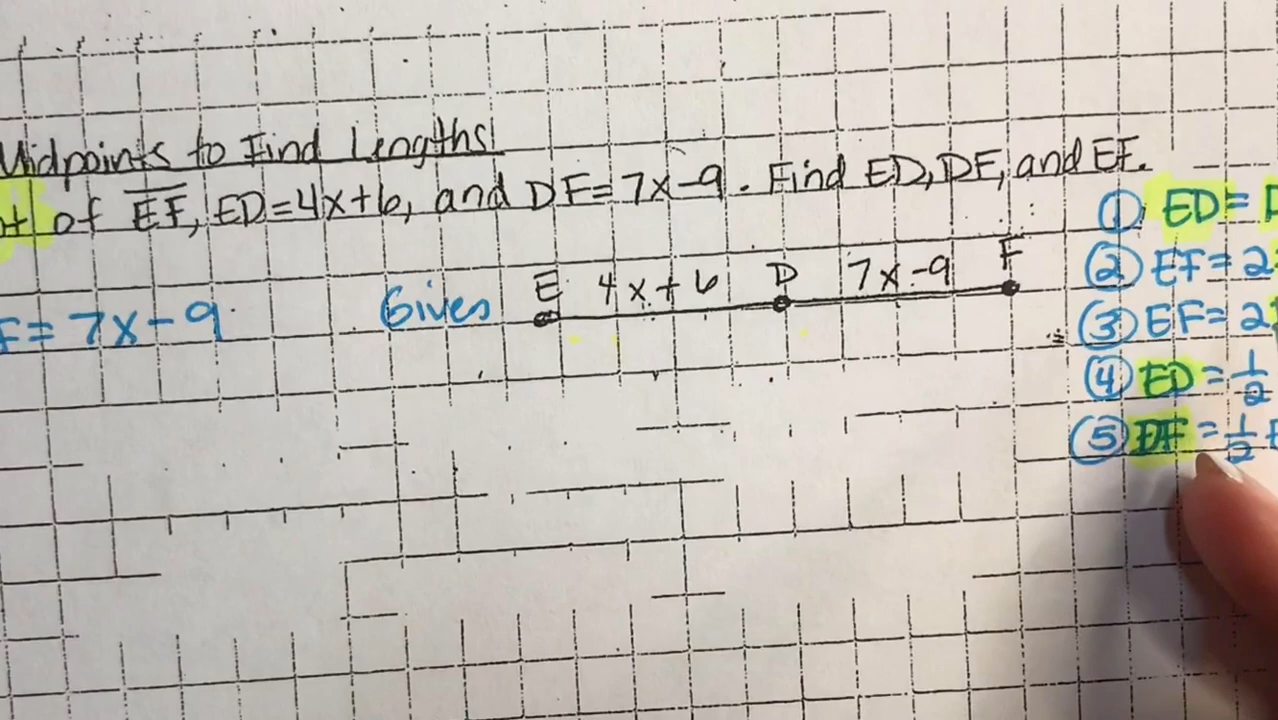 Midpoints to Find Lengths
of EF, ED=4x+6, and DF=7x-9. Find ED, DF, and EF.
① ED=
E 4x+6 D 7x-9 F
② EF=2
= 7x-9 Gives
③ EF=2
④ ED=1/2
⑤ DF=1/2